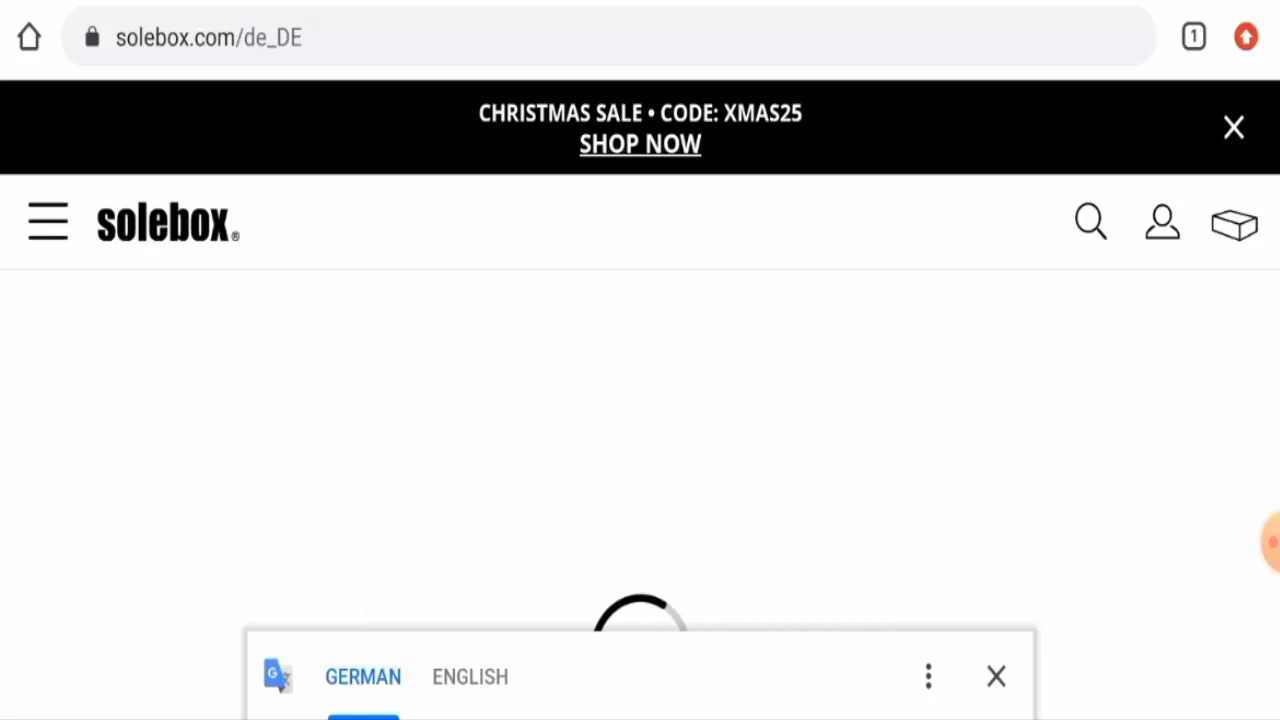 solebox.com/de_DE
1
CHRISTMAS SALE • CODE: XMAS25
SHOP NOW
solebox®
GERMAN ENGLISH